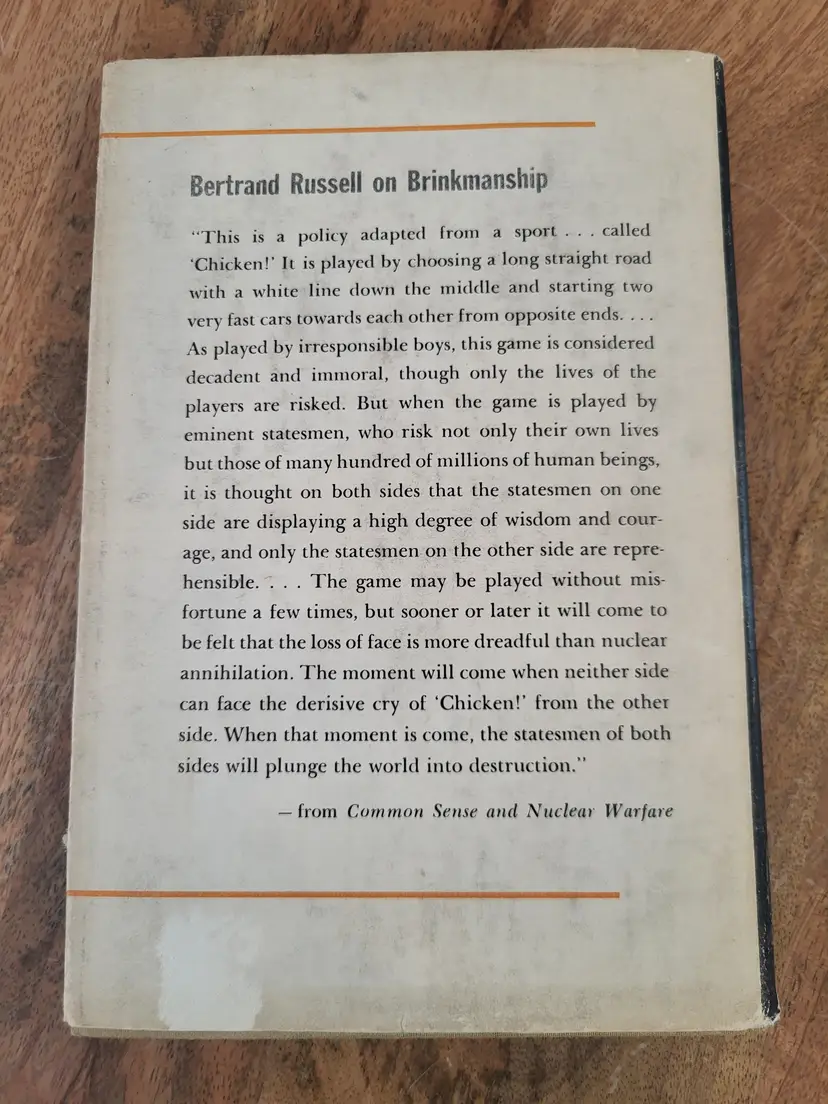 Bertrand Russell on Brinkmanship
“This is a policy adapted from a sport . . . called
‘Chicken!’ It is played by choosing a long straight road
with a white line down the middle and starting two
very fast cars towards each other from opposite ends. . . .
As played by irresponsible boys, this game is considered
decadent and immoral, though only the lives of the
players are risked. But when the game is played by
eminent statesmen, who risk not only their own lives
but those of many hundred of millions of human beings,
it is thought on both sides that the statesmen on one
side are displaying a high degree of wisdom and cour-
age, and only the statesmen on the other side are repre-
hensible. . . . The game may be played without mis-
fortune a few times, but sooner or later it will come to
be felt that the loss of face is more dreadful than nuclear
annihilation. The moment will come when neither side
can face the derisive cry of ‘Chicken!’ from the other
side. When that moment is come, the statesmen of both
sides will plunge the world into destruction.”
— from Common Sense and Nuclear Warfare